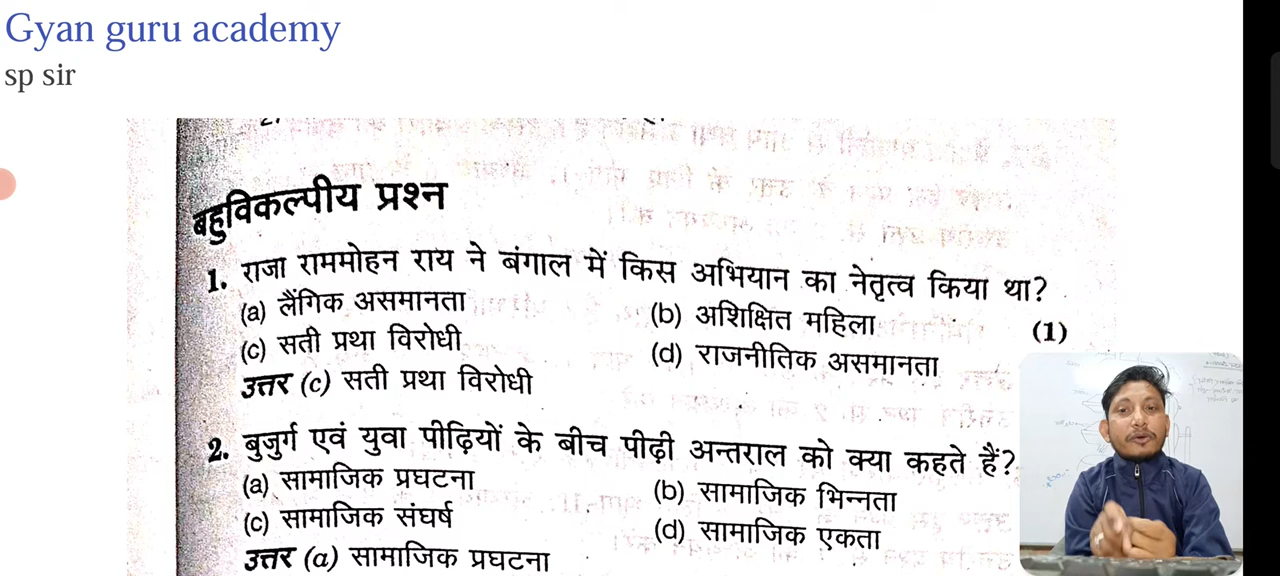 Gyan guru academy
sp sir
बहुविकल्पीय प्रश्न
1. राजा राममोहन राय ने बंगाल में किस अभियान का नेतृत्व किया था?
(a) लैंगिक असमानता (b) अशिक्षित महिला (1)
(c) सती प्रथा विरोधी (d) राजनीतिक असमानता
उत्तर (c) सती प्रथा विरोधी
2. बुजुर्ग एवं युवा पीढ़ियों के बीच पीढ़ी अन्तराल को क्या कहते हैं?
(a) सामाजिक प्रघटना (b) सामाजिक भिन्नता
(c) सामाजिक संघर्ष (d) सामाजिक एकता
उत्तर (a) सामाजिक प्रघटना